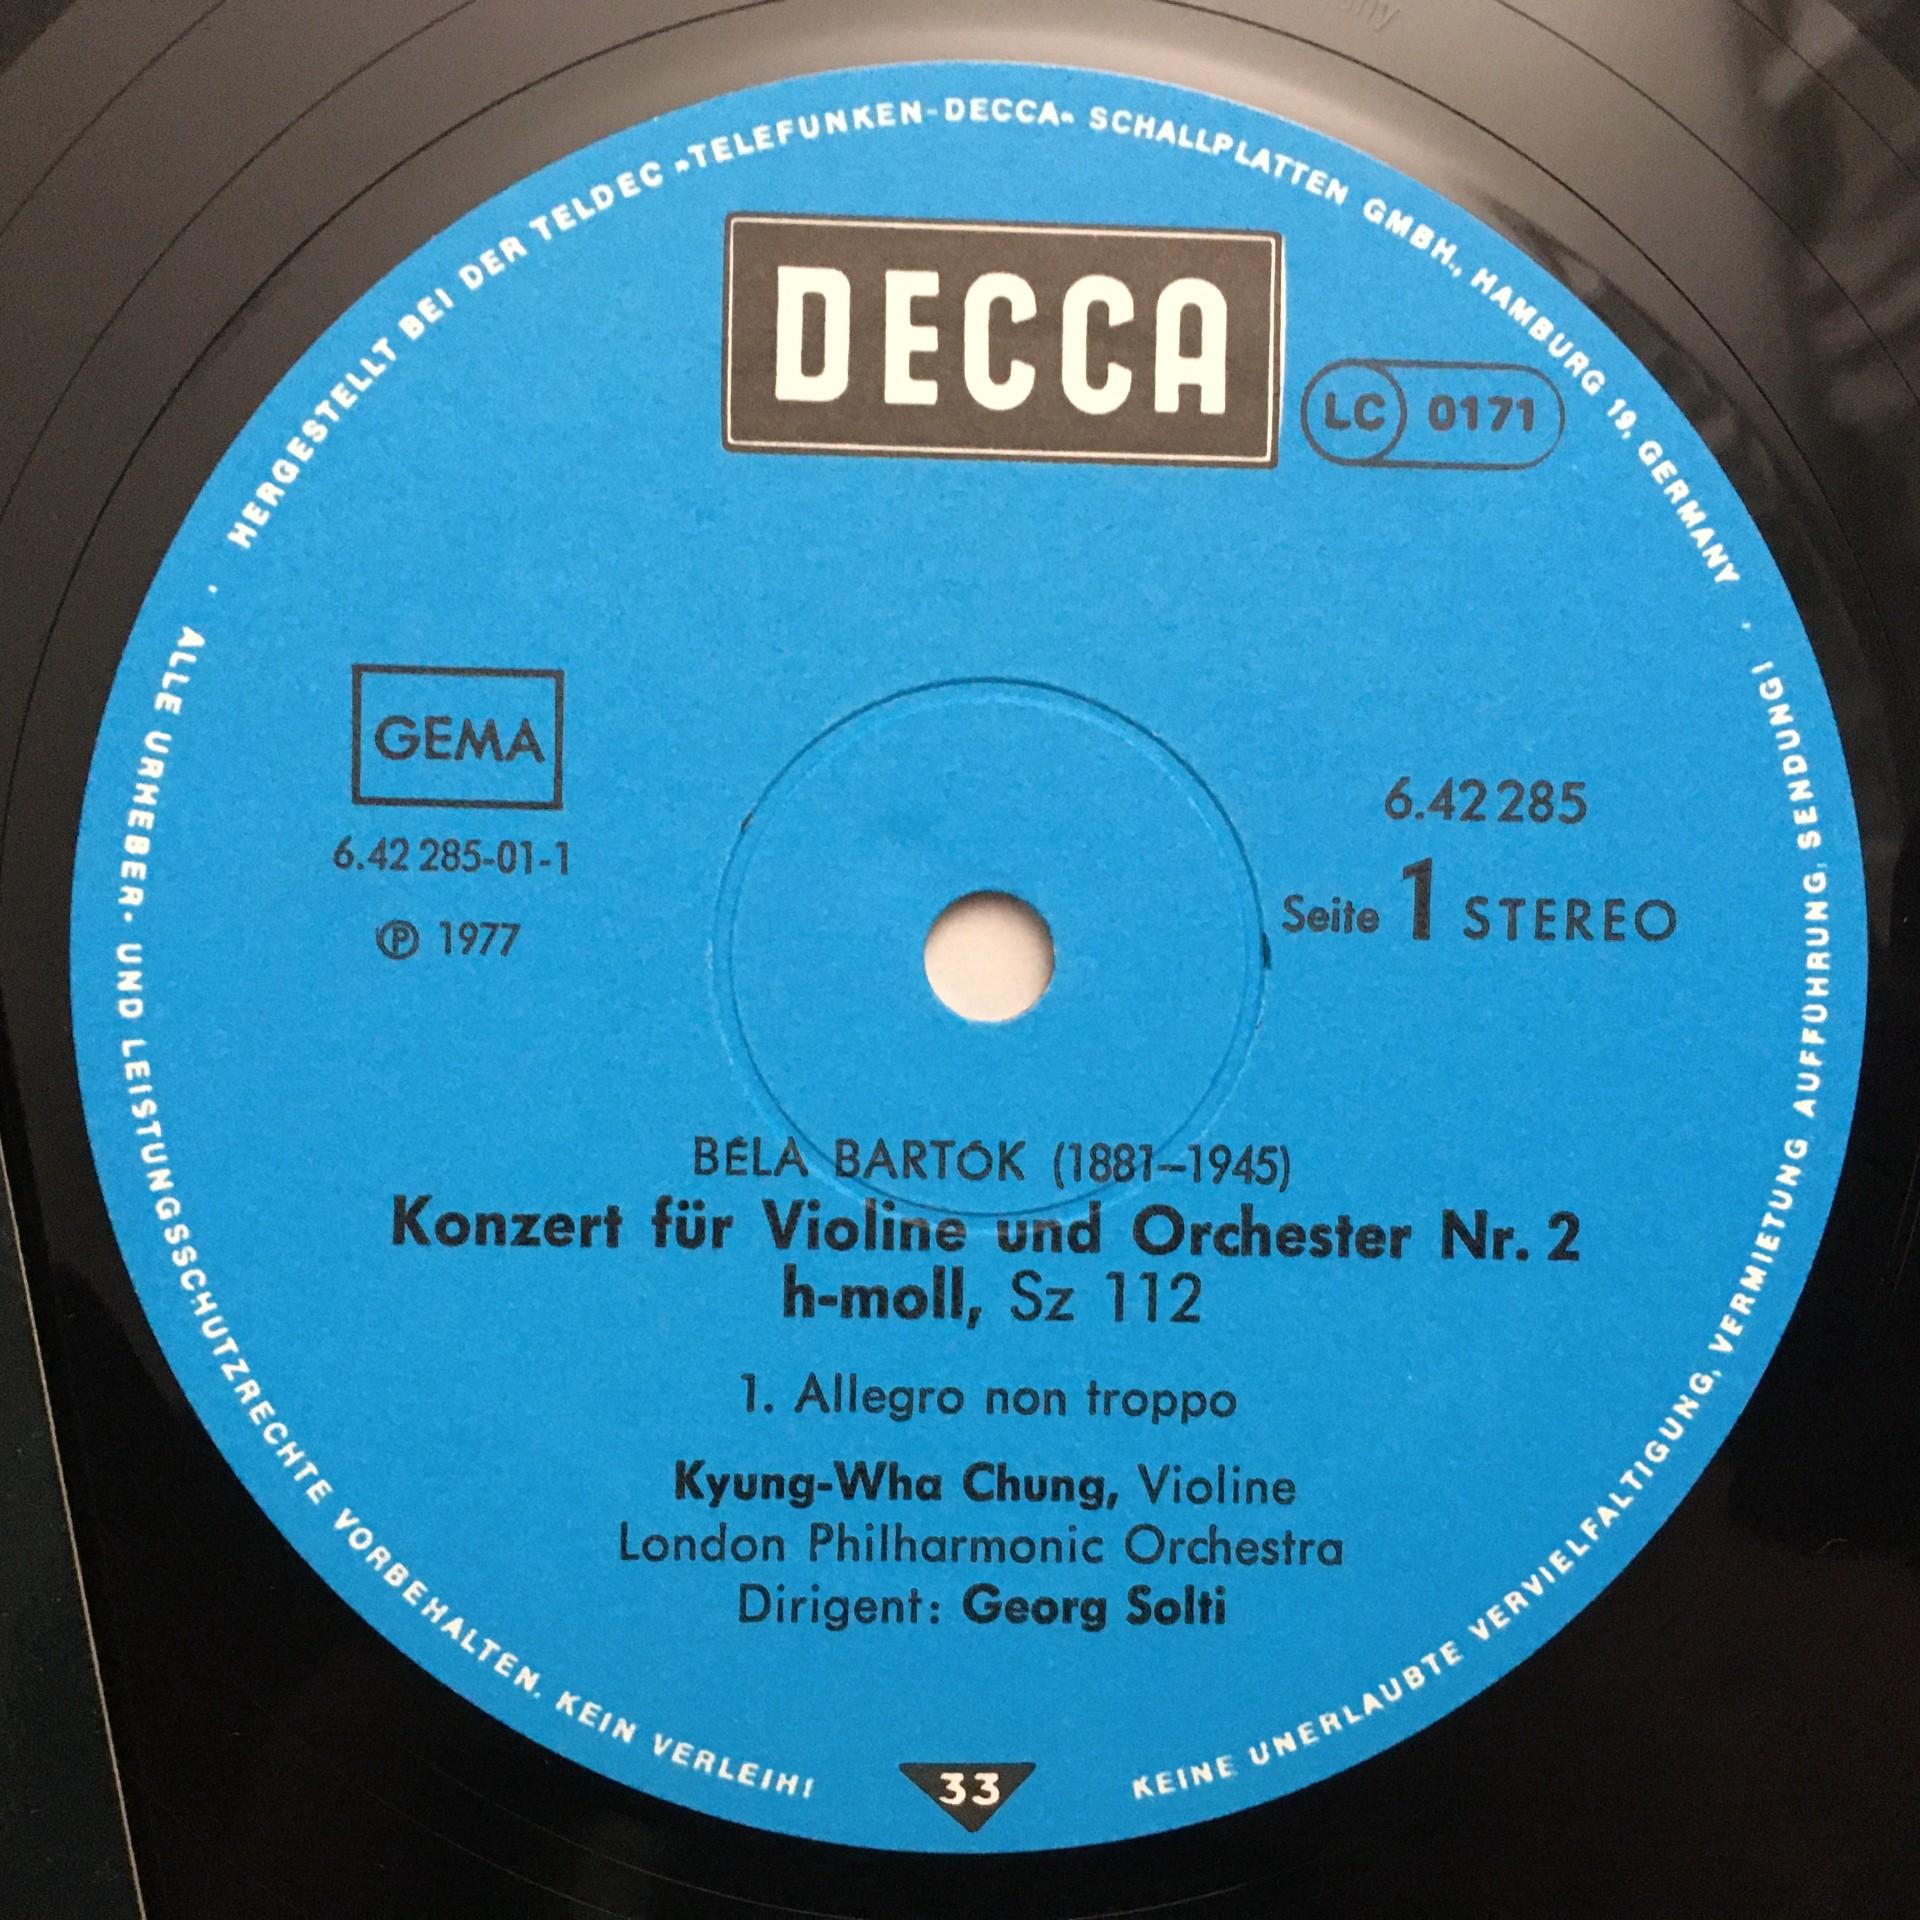 HERGESTELLT BEI DER TELDEC »TELEFUNKEN-DECCA« SCHALLPLATTEN GMBH., HAMBURG 19, GERMANY
DECCA
LC 0171
GEMA
6.42 285-01-1
℗ 1977
6.42285
Seite 1 STEREO
BÉLA BARTÓK (1881–1945)
Konzert für Violine und Orchester Nr. 2
h-moll, Sz 112
1. Allegro non troppo
Kyung-Wha Chung, Violine
London Philharmonic Orchestra
Dirigent: Georg Solti
33
ALLE URHEBER- UND LEISTUNGSSCHUTZRECHTE VORBEHALTEN. KEIN VERLEIH!
KEINE UNERLAUBTE VERVIELFÄLTIGUNG, VERMIETUNG AUFFÜHRUNG, SENDUNG!